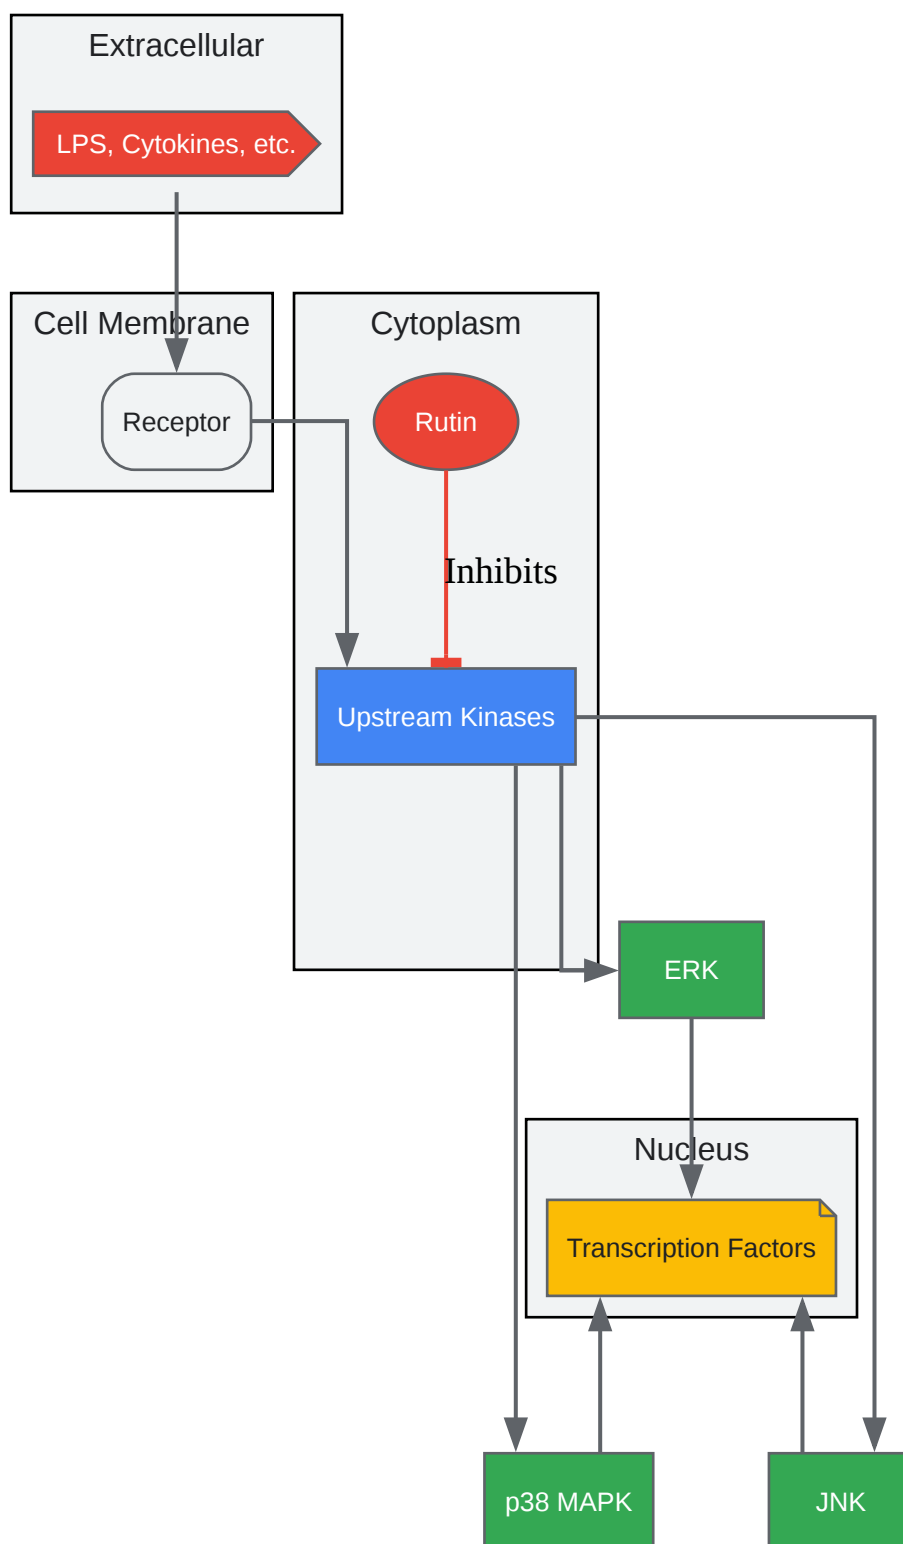 Extracellular
LPS, Cytokines, etc.
Cell Membrane
Receptor
Cytoplasm
Rutin
Inhibits
Upstream Kinases
ERK
Nucleus
Transcription Factors
p38 MAPK
JNK